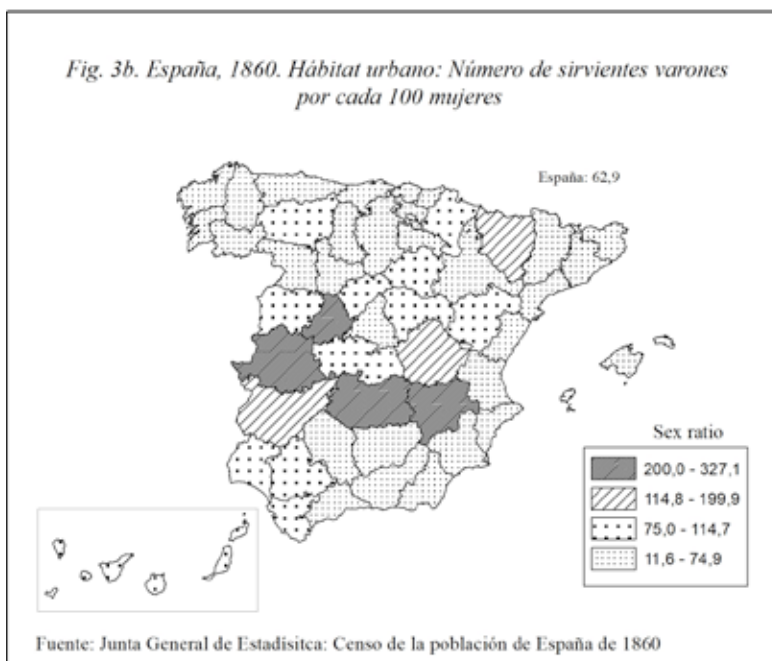 Fig. 3b. España, 1860. Hábitat urbano: Número de sirvientes varones
por cada 100 mujeres
España: 62,9
Sex ratio
200,0 - 327,1
114,8 - 199,9
75,0 - 114,7
11,6 - 74,9
Fuente: Junta General de Estadísitca: Censo de la población de España de 1860